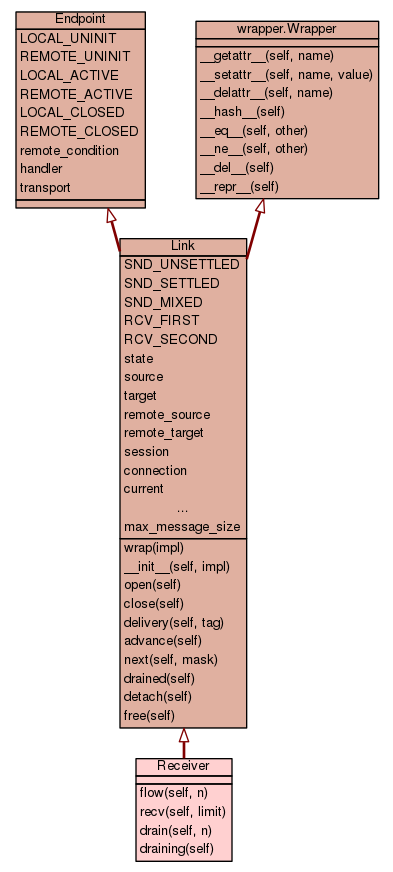 Endpoint
LOCAL_UNINIT
REMOTE_UNINIT
LOCAL_ACTIVE
REMOTE_ACTIVE
LOCAL_CLOSED
REMOTE_CLOSED
remote_condition
handler
transport
wrapper.Wrapper
__getattr__(self, name)
__setattr__(self, name, value)
__delattr__(self, name)
__hash__(self)
__eq__(self, other)
__ne__(self, other)
__del__(self)
__repr__(self)
Link
SND_UNSETTLED
SND_SETTLED
SND_MIXED
RCV_FIRST
RCV_SECOND
state
source
target
remote_source
remote_target
session
connection
current
...
max_message_size
wrap(impl)
__init__(self, impl)
open(self)
close(self)
delivery(self, tag)
advance(self)
next(self, mask)
drained(self)
detach(self)
free(self)
Receiver
flow(self, n)
recv(self, limit)
drain(self, n)
draining(self)